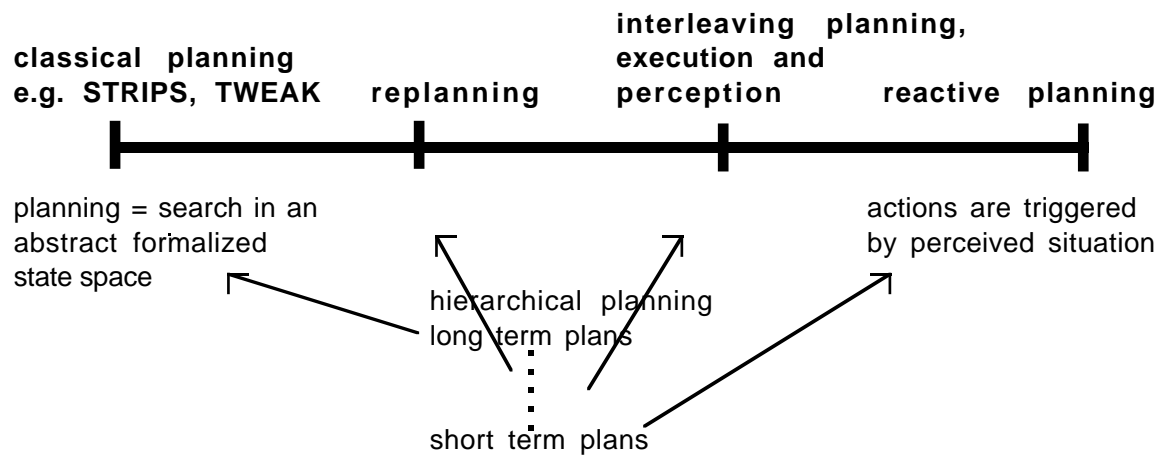 interleaving planning,
classical planning
execution and
e.g. STRIPS, TWEAK
replanning
perception
reactive planning
planning = search in an
abstract formalized
state space
actions are triggered
by perceived situation
hierarchical planning
long term plans
short term plans